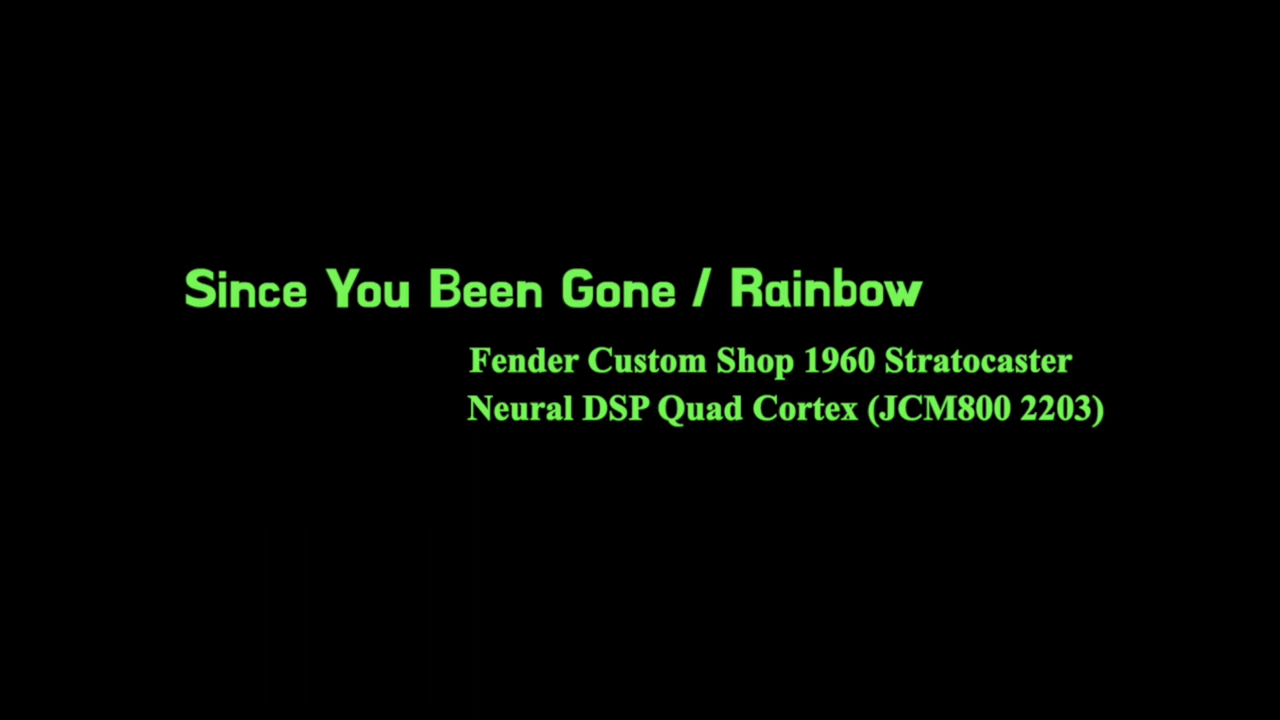 Since You Been Gone / Rainbow
Fender Custom Shop 1960 Stratocaster
Neural DSP Quad Cortex (JCM800 2203)